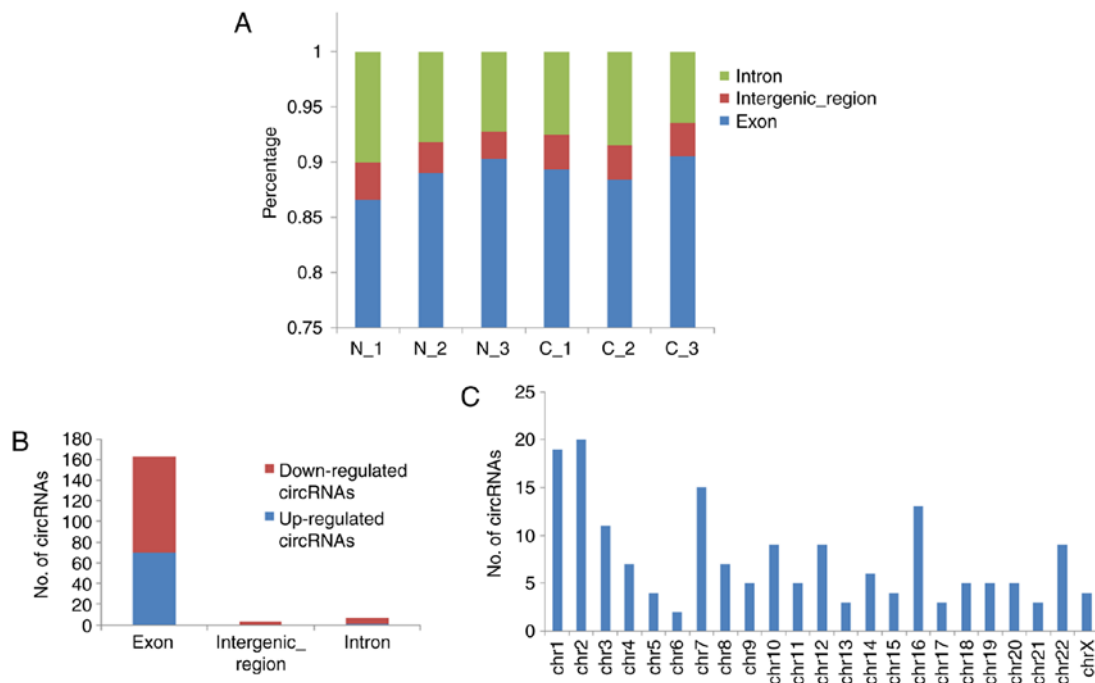 A
Percentage
1
0.95
0.9
0.85
0.8
0.75
N_1 N_2 N_3 C_1 C_2 C_3
Intron
Intergenic_region
Exon
B
No. of circRNAs
180
160
140
120
100
80
60
40
20
0
Exon Intergenic_ Intron
region
Down-regulated
circRNAs
Up-regulated
circRNAs
C
No. of circRNAs
25
20
15
10
5
0
chr1
chr2
chr3
chr4
chr5
chr6
chr7
chr8
chr9
chr10
chr11
chr12
chr13
chr14
chr15
chr16
chr17
chr18
chr19
chr20
chr21
chr22
chrX